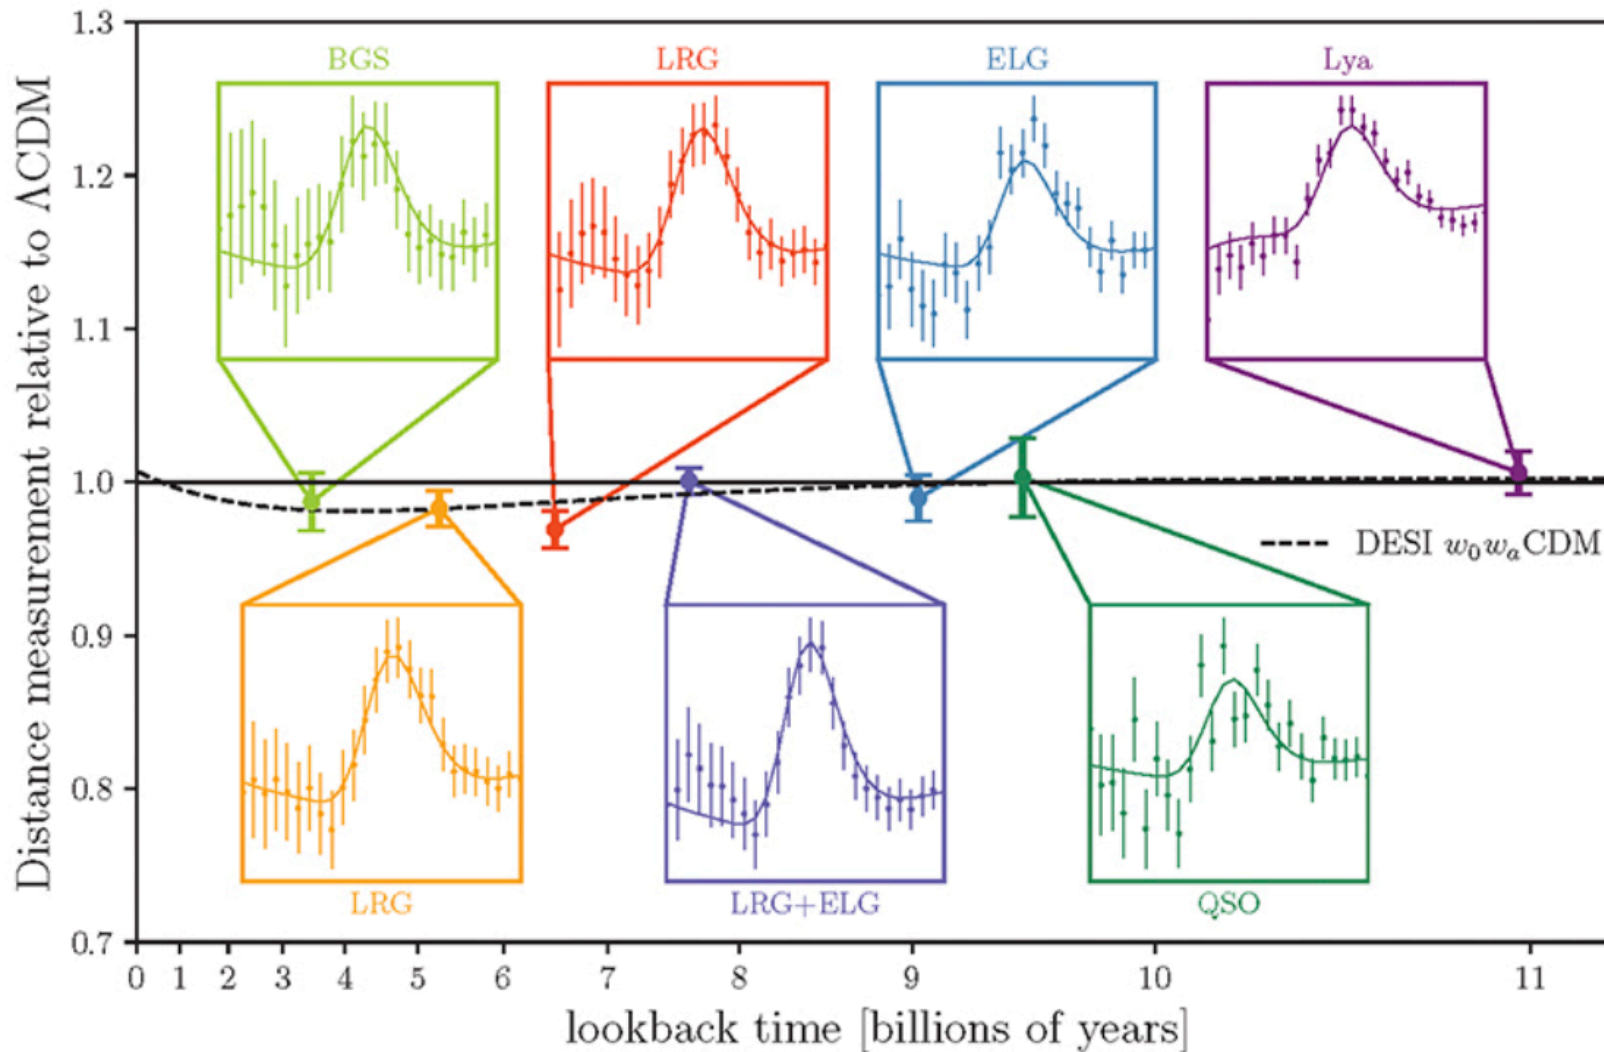 Distance measurement relative to ΛCDM
1.3
1.2
1.1
1.0
0.9
0.8
0.7
BGS
LRG
ELG
Lya
DESI w₀wₐCDM
LRG
LRG+ELG
QSO
0 1 2 3 4 5 6 7 8 9 10 11
lookback time [billions of years]